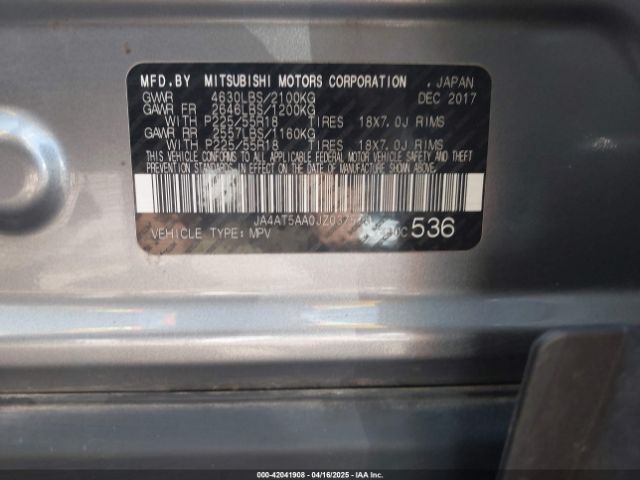 MFD.BY MITSUBISHI MOTORS CORPORATION , JAPAN
GVWR 4630LBS/2100KG DEC 2017
GAWR FR 2646LBS/1200KG
WITH P225/55R18 TIRES 18X7.0J RIMS
GAWR RR 2557LBS/1160KG
WITH P225/55R18 TIRES 18X7.0J RIMS
THIS VEHICLE CONFORMS TO ALL APPLICABLE FEDERAL MOTOR VEHICLE SAFETY AND THEFT
PREVENTION STANDARDS IN EFFECT ON THE DATE OF MANUFACTURE SHOWN ABOVE.
VEHICLE TYPE: MPV 536
000-42041908 - 04/16/2025 - IAAI, Inc.